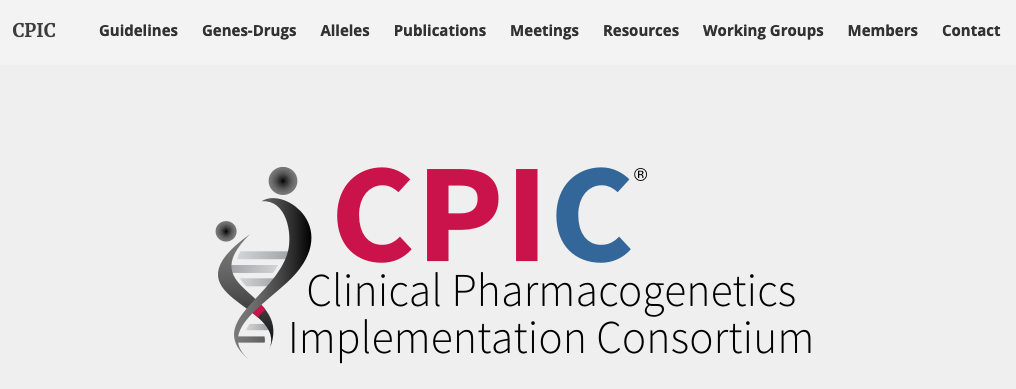 CPIC Guidelines Genes-Drugs Alleles Publications Meetings Resources Working Groups Members Contact
CPIC®
Clinical Pharmacogenetics
Implementation Consortium